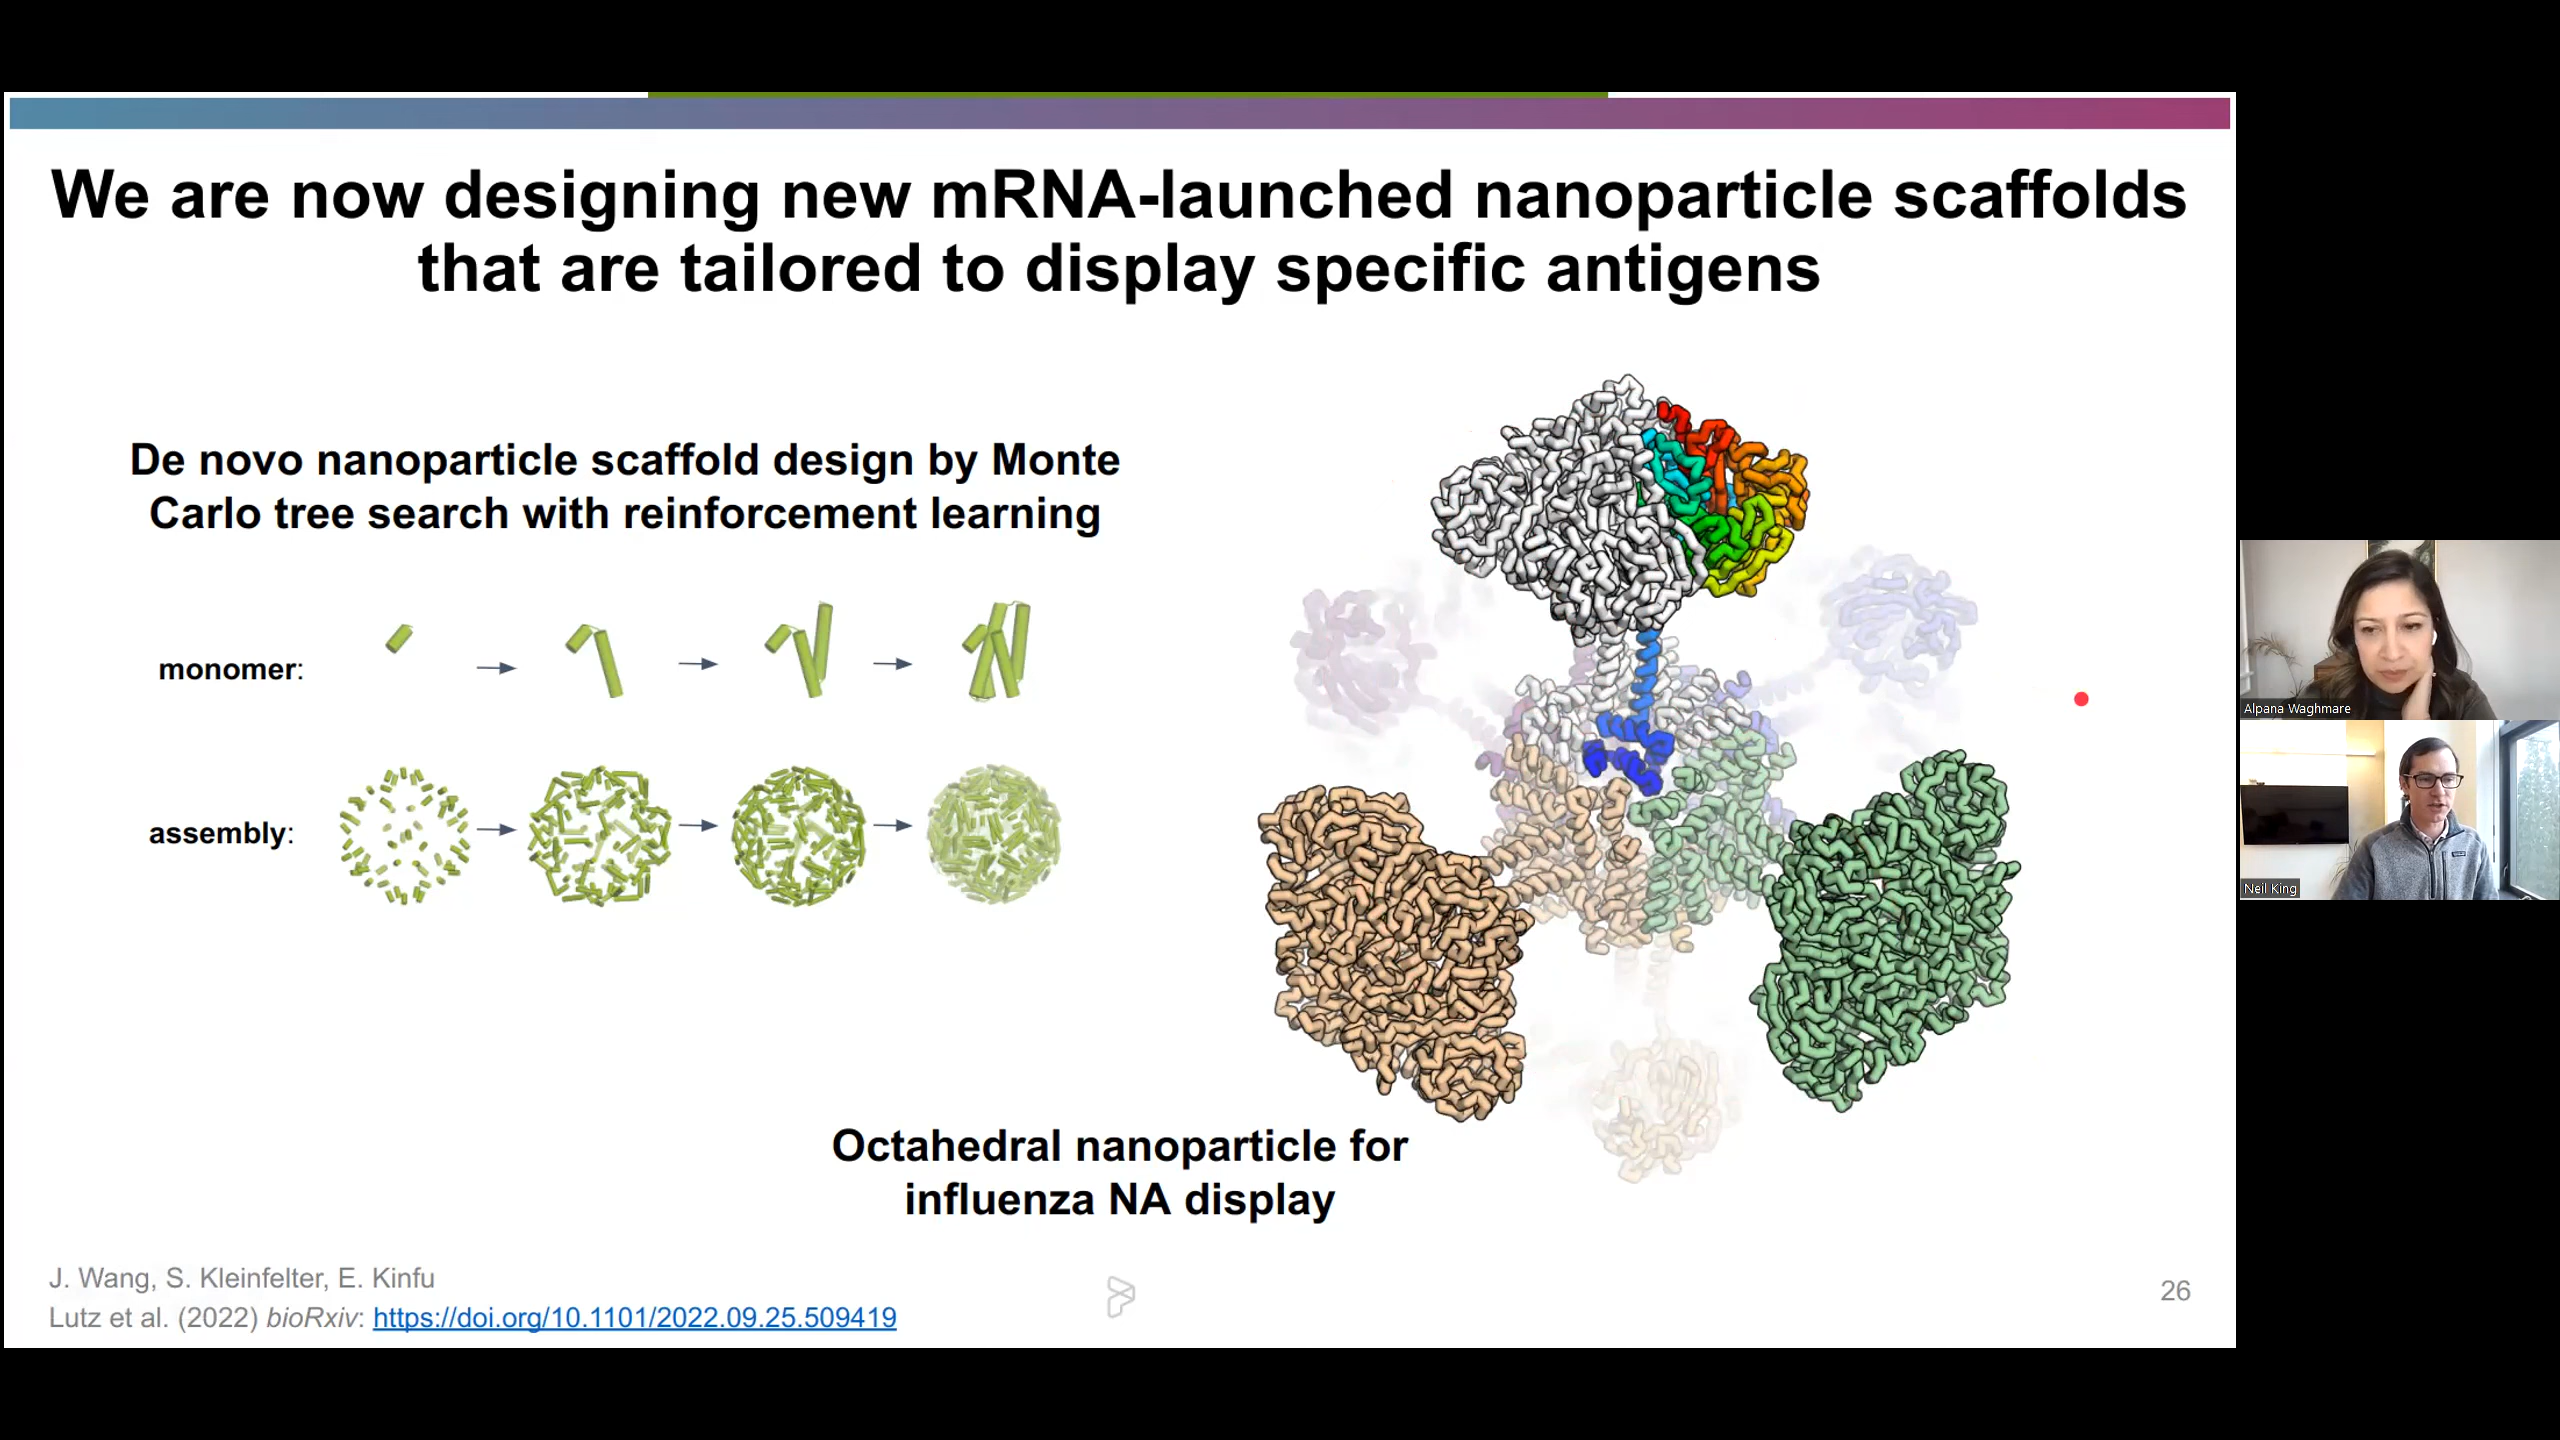 We are now designing new mRNA-launched nanoparticle scaffolds
that are tailored to display specific antigens
De novo nanoparticle scaffold design by Monte
Carlo tree search with reinforcement learning
monomer:
assembly:
Octahedral nanoparticle for
influenza NA display
J. Wang, S. Kleinfelter, E. Kinfu
Lutz et al. (2022) bioRxiv: https://doi.org/10.1101/2022.09.25.509419
26
Alpana Waghmare
Neil King